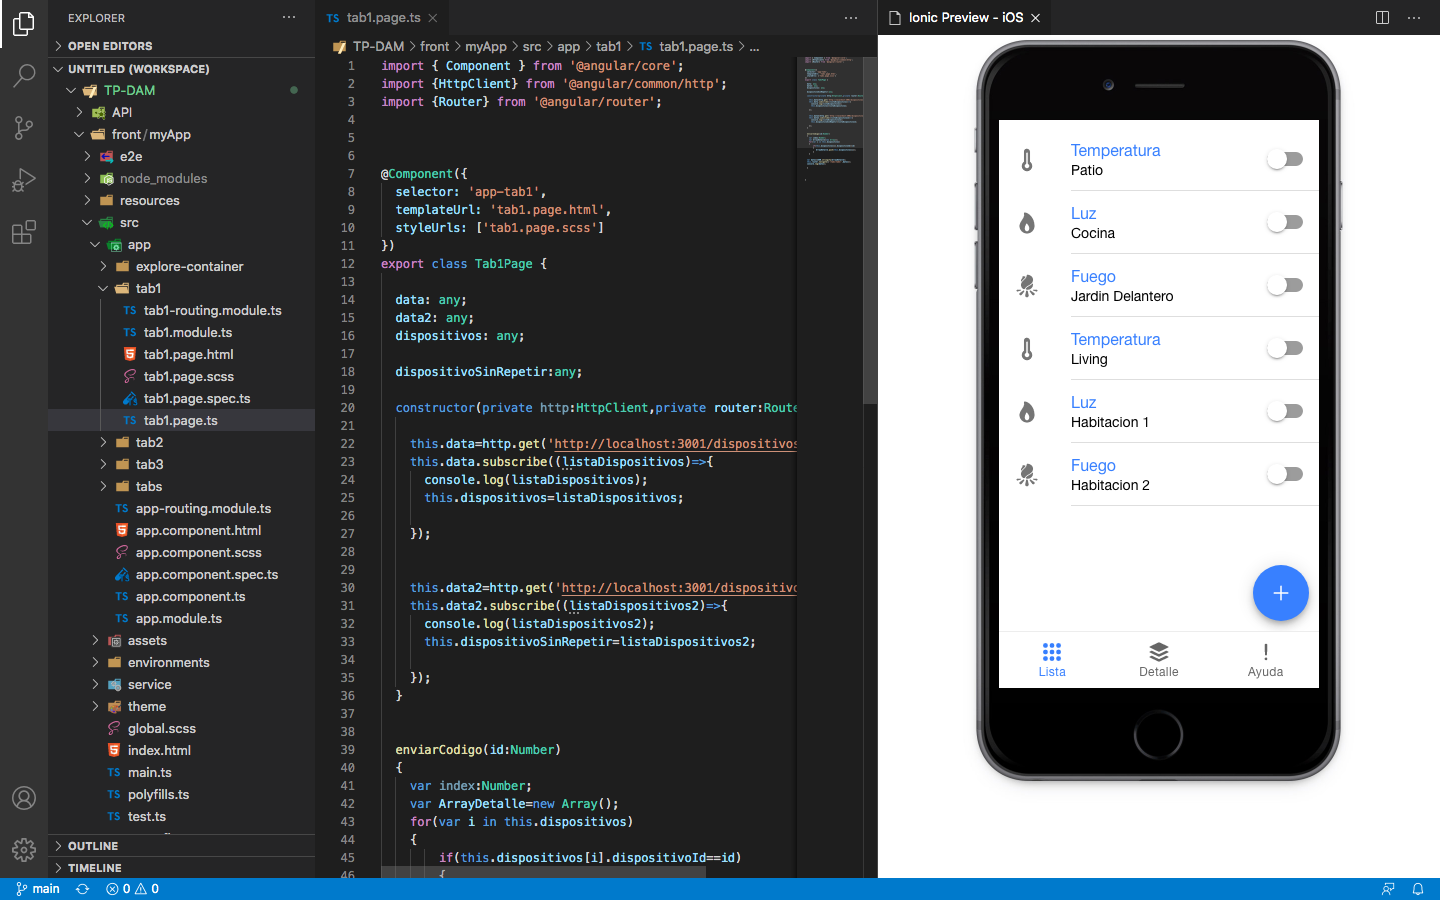 EXPLORER
OPEN EDITORS
UNTITLED (WORKSPACE)
TP-DAM
API
front/myApp
e2e
node_modules
resources
src
app
explore-container
tab1
tab1-routing.module.ts
tab1.module.ts
tab1.page.html
tab1.page.scss
tab1.page.spec.ts
TS tab1.page.ts
tab2
tab3
tabs
TS app-routing.module.ts
app.component.html
app.component.scss
app.component.spec.ts
TS app.component.ts
TS app.module.ts
assets
environments
service
theme
global.scss
index.html
TS main.ts
TS polyfills.ts
TS test.ts
OUTLINE
TIMELINE
main
0 0
TS tab1.page.ts
TP-DAM > front > myApp > src > app > tab1 > TS tab1.page.ts > ...
1 import { Component } from '@angular/core';
2 import {HttpClient} from '@angular/common/http';
3 import {Router} from '@angular/router';
4
5
6
7 @Component({
8 selector: 'app-tab1',
9 templateUrl: 'tab1.page.html',
10 styleUrls: ['tab1.page.scss']
11 })
12 export class Tab1Page {
13
14 data: any;
15 data2: any;
16 dispositivos: any;
17
18 dispositivoSinRepetir:any;
19
20 constructor(private http:HttpClient,private router:Route
21
22 this.data=http.get('http://localhost:3001/dispositivos
23 this.data.subscribe((listaDispositivos)=>{
24 console.log(listaDispositivos);
25 this.dispositivos=listaDispositivos;
26
27 });
28
29
30 this.data2=http.get('http://localhost:3001/dispositivo
31 this.data2.subscribe((listaDispositivos2)=>{
32 console.log(listaDispositivos2);
33 this.dispositivoSinRepetir=listaDispositivos2;
34
35 });
36 }
37
38
39 enviarCodigo(id:Number)
40 {
41 var index:Number;
42 var ArrayDetalle=new Array();
43 for(var i in this.dispositivos)
44 {
45 if(this.dispositivos[i].dispositivoId==id)
46 {
Ionic Preview - iOS
Temperatura
Patio
Luz
Cocina
Fuego
Jardin Delantero
Temperatura
Living
Luz
Habitacion 1
Fuego
Habitacion 2
Lista Detalle Ayuda